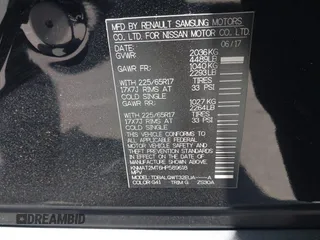 MFD BY RENAULT SAMSUNG MOTORS
CO. LTD. FOR NISSAN MOTOR CO. LTD.
DATE: 06/17
GVWR: 2036KG
4489LB
GAWR FR: 1040KG
2293LB
WITH 225/65R17 TIRES
17X7J RIMS AT 33 PSI
COLD SINGLE
GAWR RR: 1027KG
2264LB
WITH 225/65R17 TIRES
17X7J RIMS AT 33 PSI
COLD SINGLE
THIS VEHICLE CONFORMS TO
ALL APPLICABLE FEDERAL
MOTOR VEHICLE SAFETY
AND THEFT PREVENTION STANDARDS
IN EFFECT ON THE DATE OF
MANUFACTURE SHOWN ABOVE
MPV
COLOR: G41 TRIM: G
DREAMBID